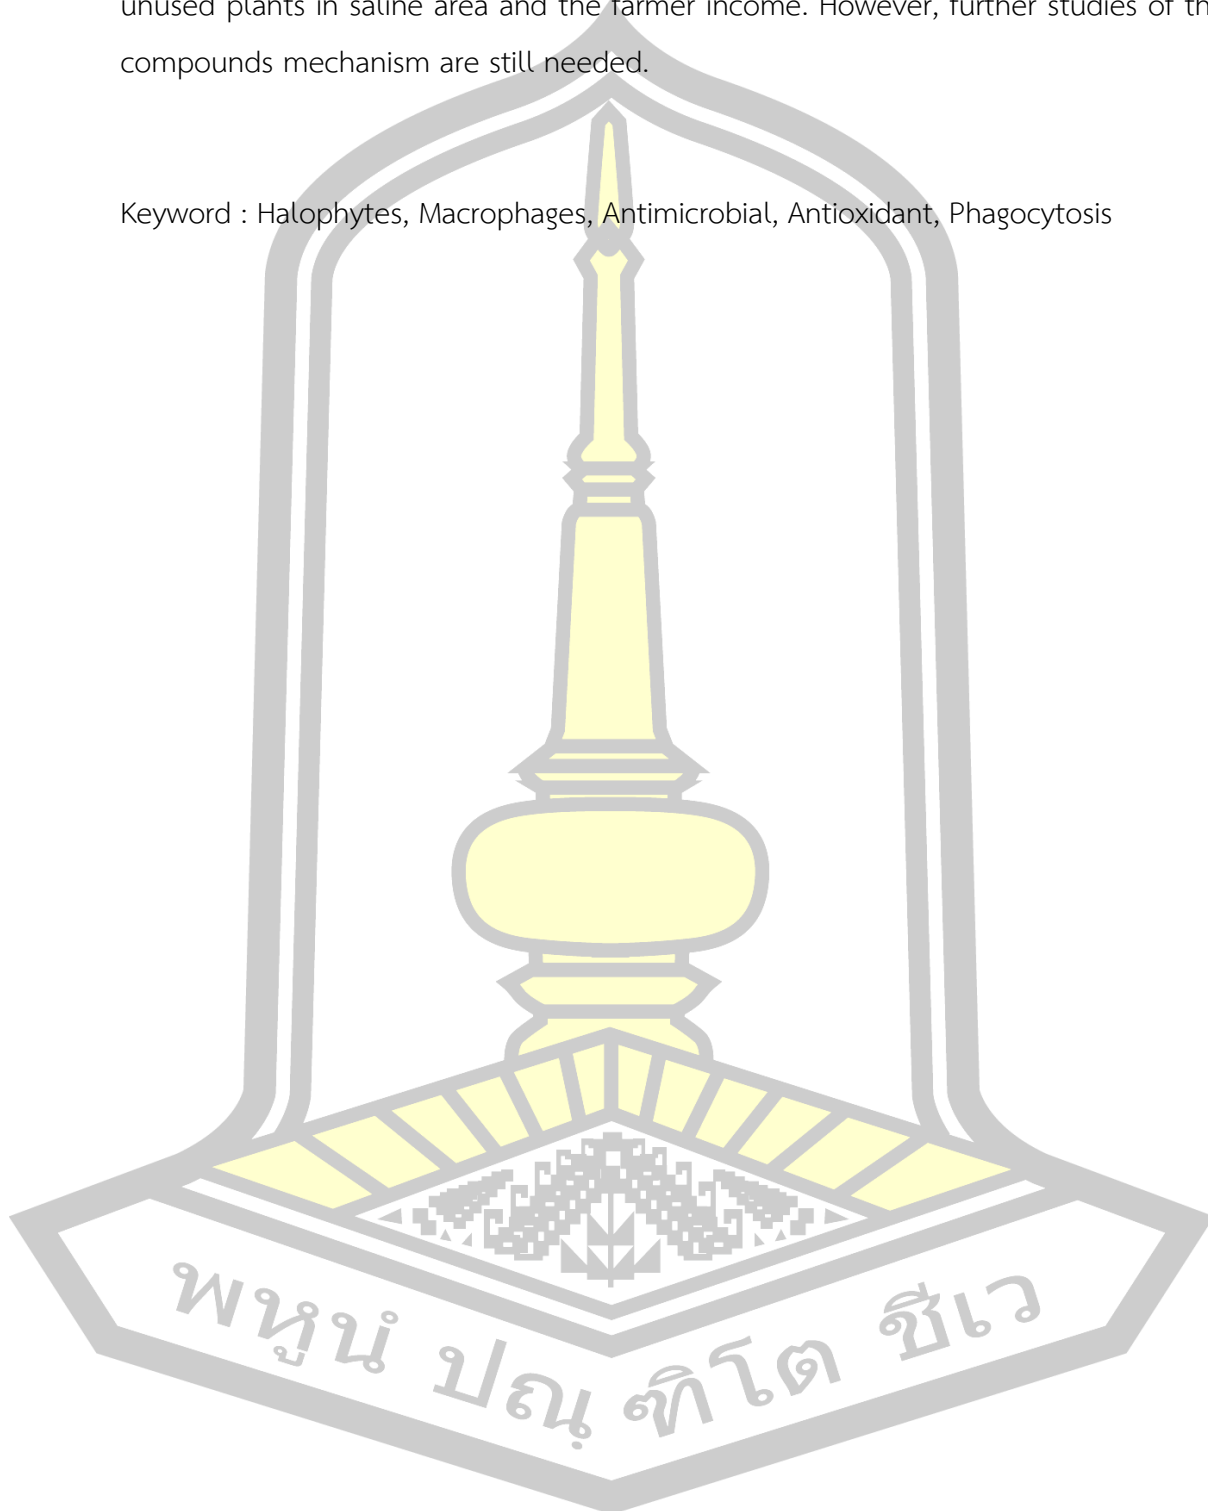 unused plants in saline area and the farmer income. However, further studies of th
compounds mechanism are still needed.
Keyword : Halophytes, Macrophages, Antimicrobial, Antioxidant, Phagocytosis
พหูนํ ปณฺฑิโต ชีเว